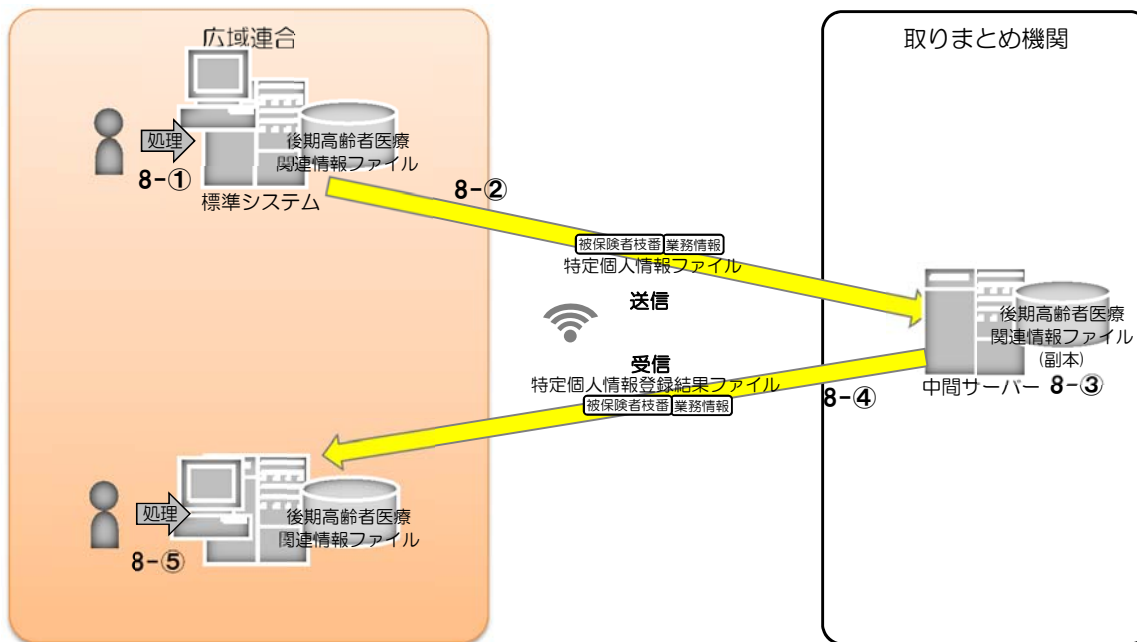 広域連合
取りまとめ機関
処理
8-①
後期高齢者医療
関連情報ファイル
標準システム
8-②
被保険者枝番 業務情報
特定個人情報ファイル
送信
後期高齢者医療
関連情報ファイル
(副本)
中間サーバー 8-③
受信
特定個人情報登録結果ファイル
被保険者枝番 業務情報
8-④
処理
8-⑤
後期高齢者医療
関連情報ファイル